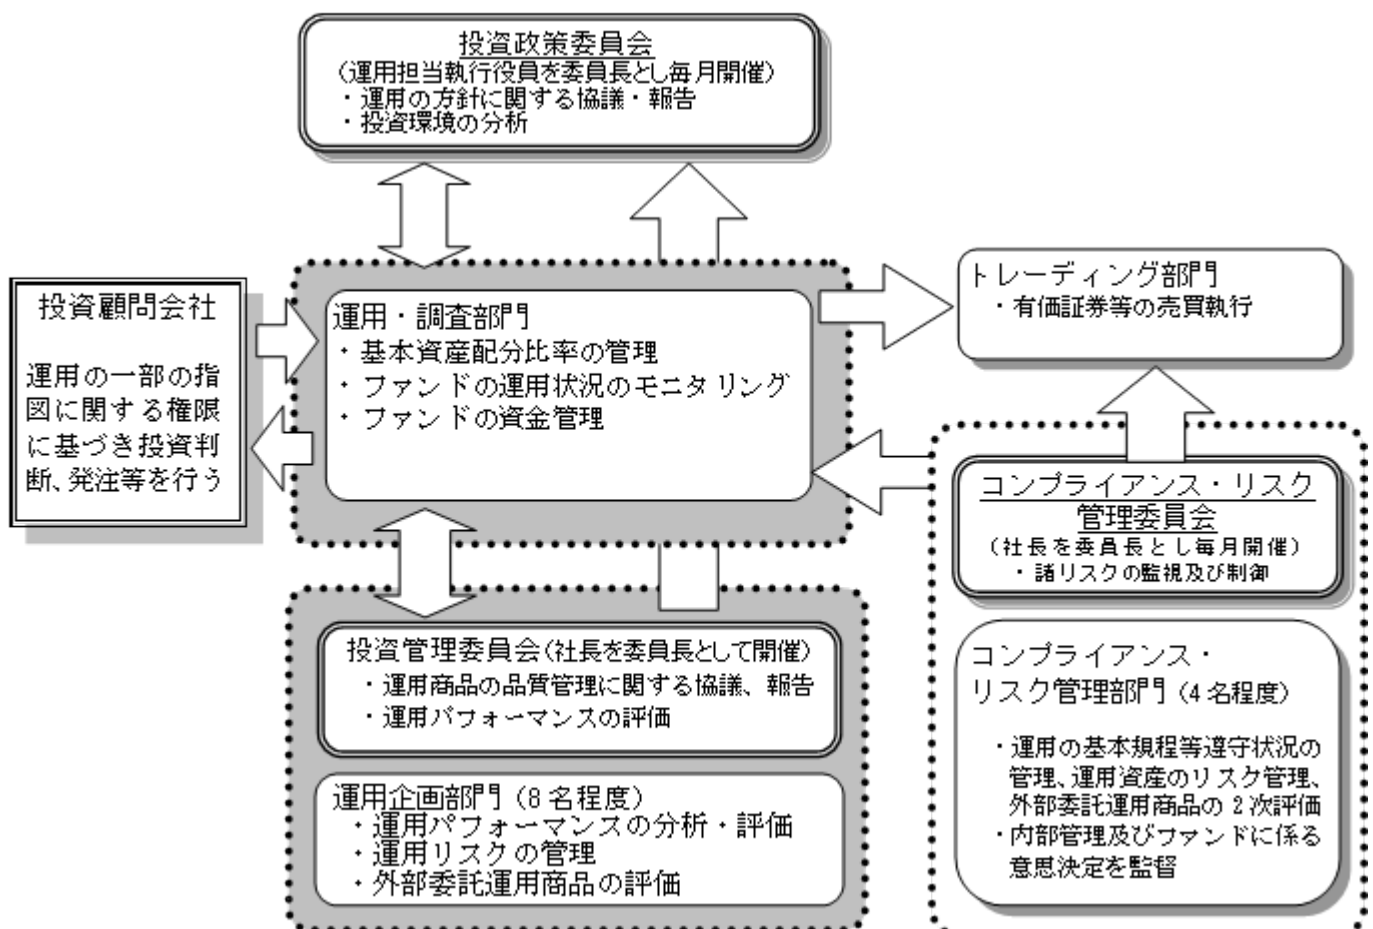 投資政策委員会
（運用担当執行役員を委員長とし毎月開催）
・運用の方針に関する協議・報告
・投資環境の分析
投資顧問会社
運用の一部の指
図に関する権限
に基づき投資判
断、発注等を行う
運用・調査部門
・基本資産配分比率の管理
・ファンドの運用状況のモニタリング
・ファンドの資金管理
トレーディング部門
・有価証券等の売買執行
コンプライアンス・リスク
管理委員会
（社長を委員長とし毎月開催）
・諸リスクの監視及び制御
投資管理委員会（社長を委員長として開催）
・運用商品の品質管理に関する協議、報告
・運用パフォーマンスの評価
運用企画部門（8名程度）
・運用パフォーマンスの分析・評価
・運用リスクの管理
・外部委託運用商品の評価
コンプライアンス・
リスク管理部門（4名程度）
・運用の基本規程等遵守状況の
管理、運用資産のリスク管理、
外部委託運用商品の2次評価
・内部管理及びファンドに係る
意思決定を監督